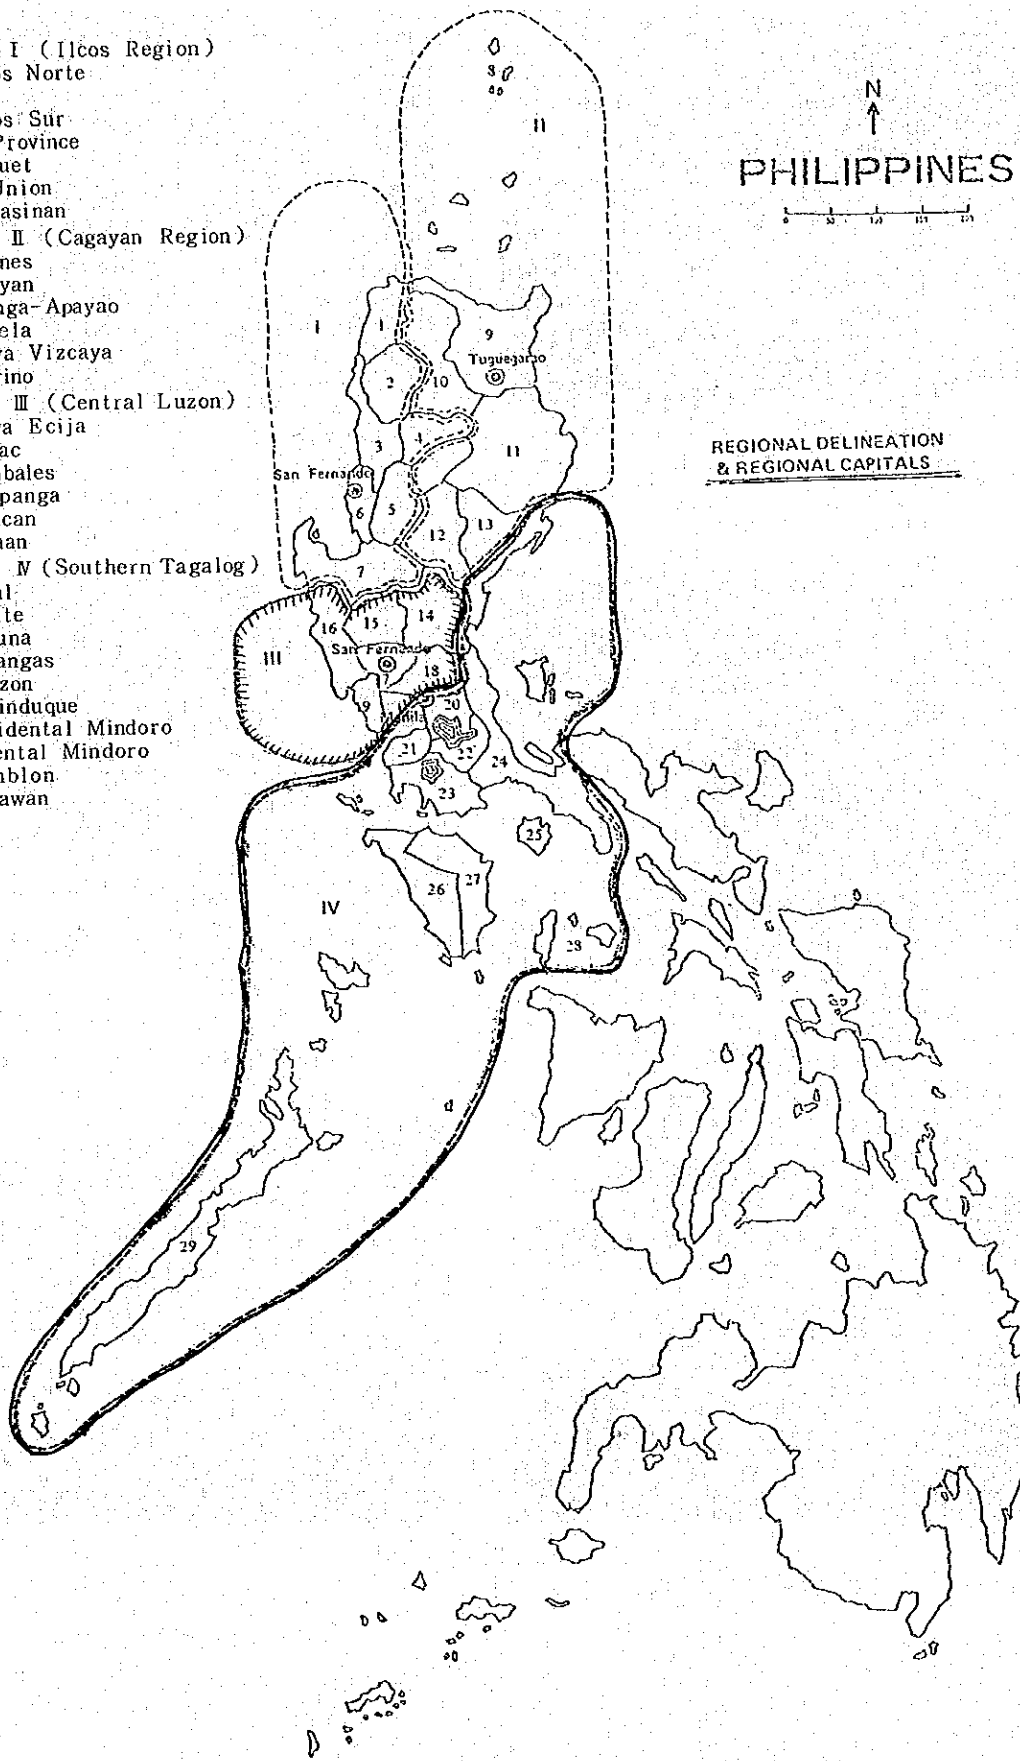 I (Ilcos Region)
s Norte
s Sur
Province
uet
Union
asinan
II (Cagayan Region)
nes
yan
nga-Apayao
ela
va Vizcaya
rino
III (Central Luzon)
va Ecija
ac
bales
panga
can
aan
IV (Southern Tagalog)
al
te
una
angas
zon
induque
idental Mindoro
ental Mindoro
mblon
awan
N
PHILIPPINES
REGIONAL DELINEATION
& REGIONAL CAPITALS
II
8
I
1
9
Tuguegarao
2
10
3
4
11
San Fernando
5
6
12
13
7
14
15
16
III
San Fernando
18
20
21
22
24
23
25
26
27
IV
28
29